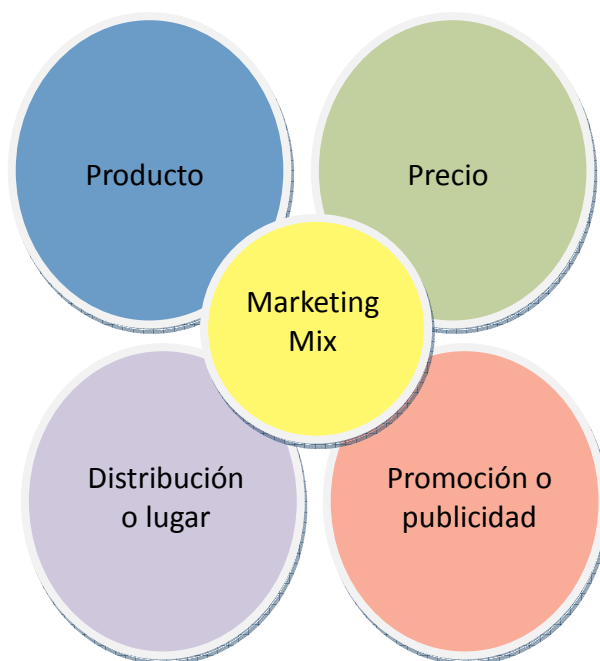 Producto
Precio
Marketing
Mix
Distribución
o lugar
Promoción o
publicidad